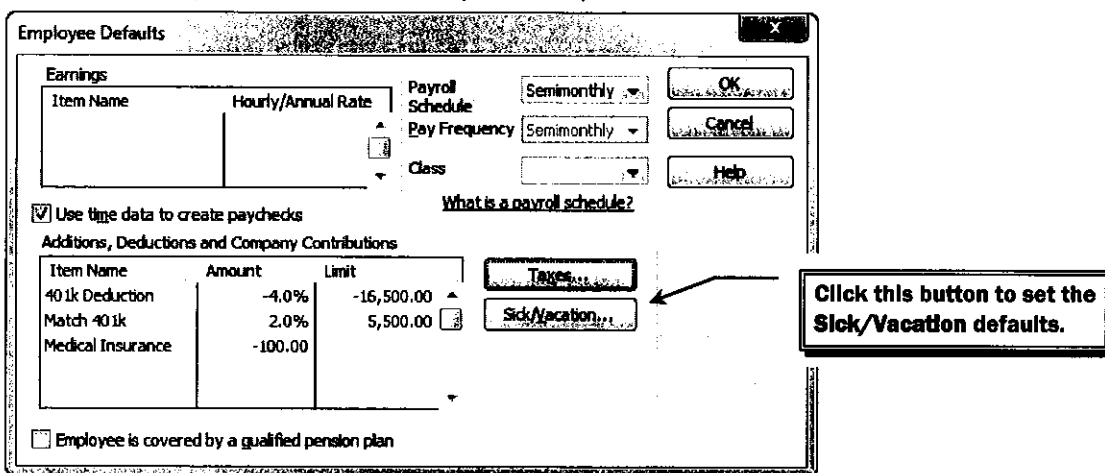 Employee Defaults
X
Earnings
Item Name Hourly/Annual Rate
Payroll Schedule Semimonthly
Pay Frequency Semimonthly
Class
OK
Cancel
Help
What is a payroll schedule?
Use time data to create paychecks
Additions, Deductions and Company Contributions
Item Name Amount Limit
401k Deduction -4.0% -16,500.00
Match 401k 2.0% 5,500.00
Medical Insurance -100.00
Taxes...
Sick/Vacation...
Employee is covered by a qualified pension plan
Click this button to set the
Sick/Vacation defaults.